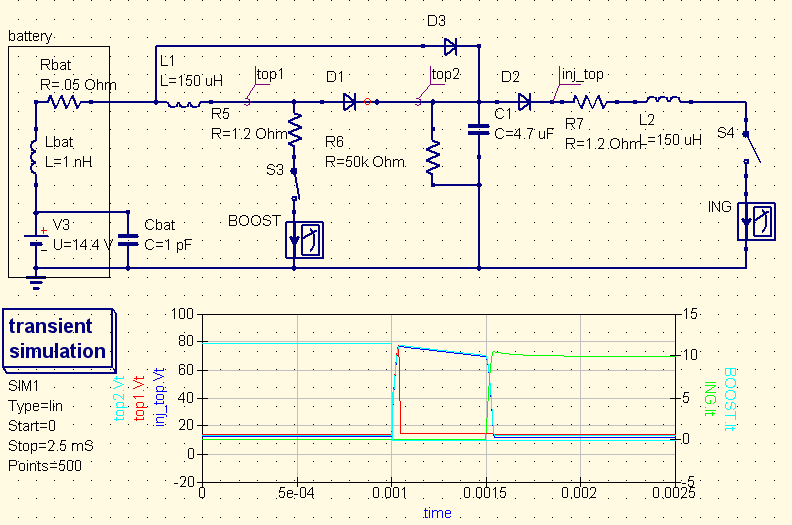 battery
Rbat
R=.05 Ohm
Lbat
L=1 nH
V3
U=14.4 V
Cbat
C=1 pF
L1
L=150 uH
top1
R5
R=1.2 Ohm
S3
BOOST
D1
R6
R=50k Ohm
D3
top2
D2
C1
C=4.7 uF
inj_top
R7
R=1.2 Ohm
L2
L=150 uH
S4
ING
transient
simulation
SIM1
Type=lin
Start=0
Stop=2.5 mS
Points=500
top2.Vt
top1.Vt
inj_top.Vt
100
80
60
40
20
0
-20
15
10
5
0
-5
ING.It
BOOST.It
0
5e-04
0.001
0.0015
0.002
0.0025
time